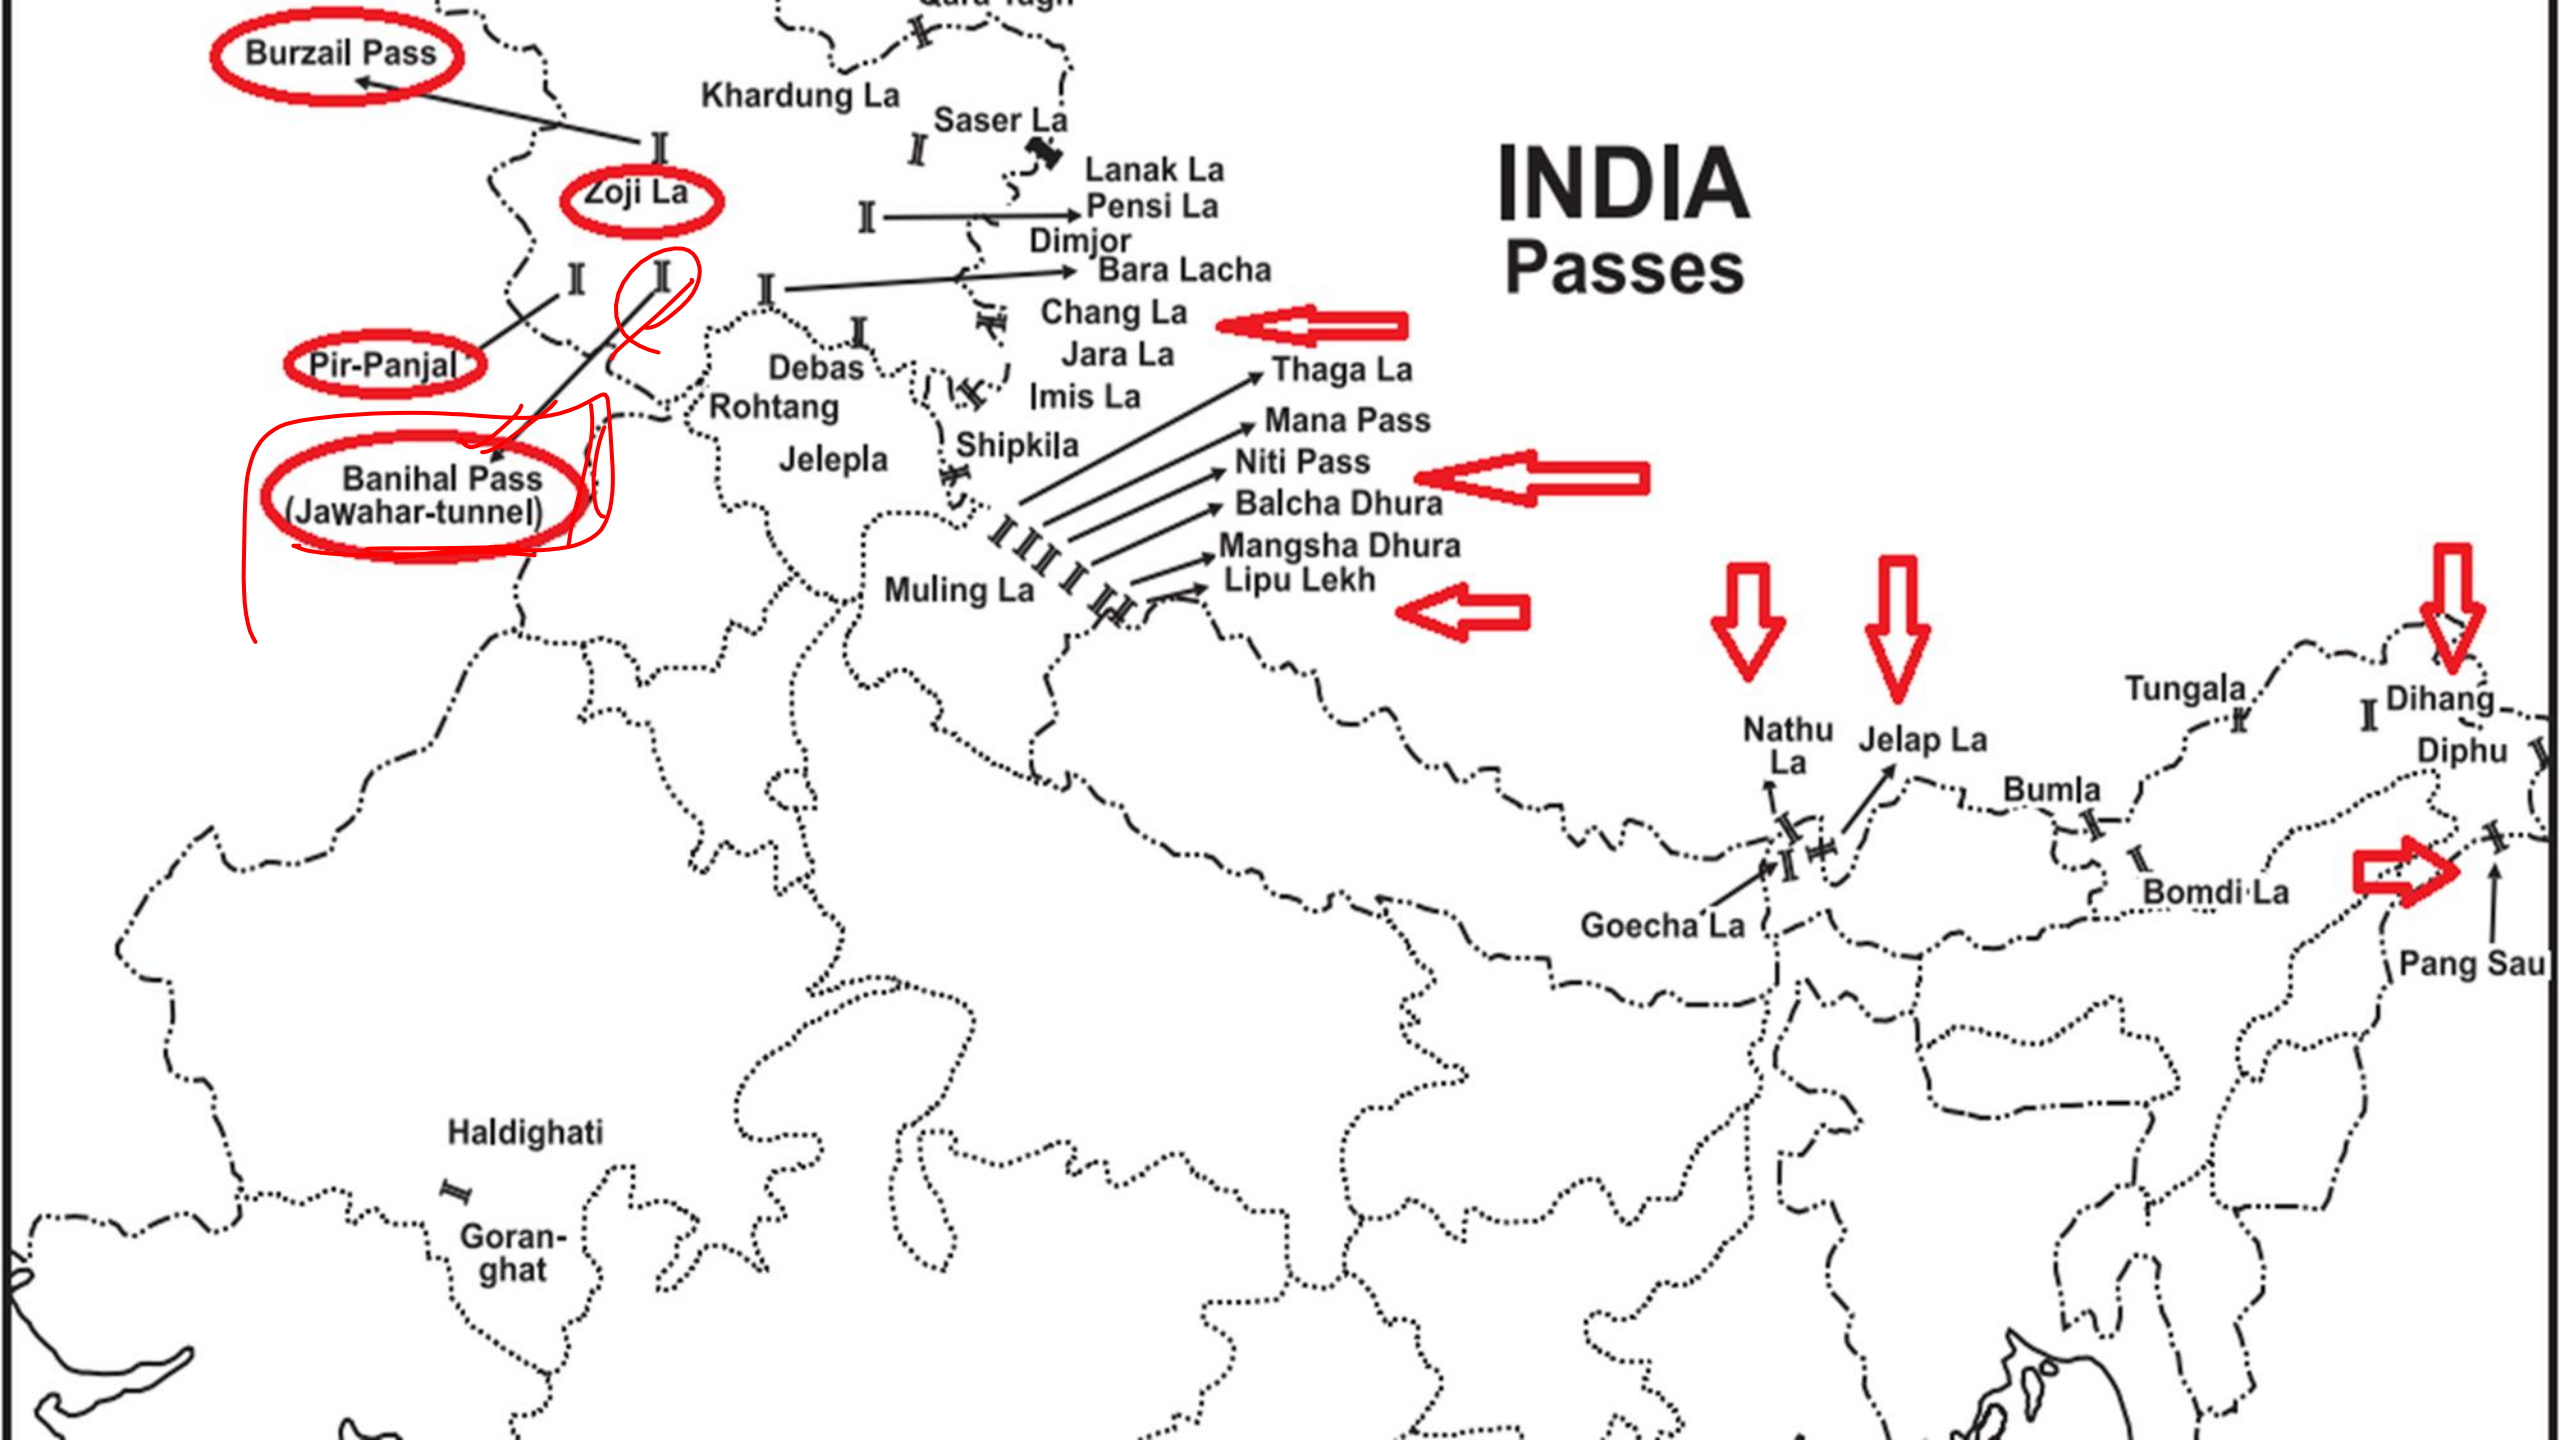 Burzail Pass
Khardung La
Saser La
Zoji La
Lanak La
Pensi La
Dimjor
Bara Lacha
INDIA
Passes
Chang La
Pir-Panjal
Debas
Jara La
Thaga La
Rohtang
Imis La
Mana Pass
Shipkila
Jelepla
Niti Pass
Banihal Pass
(Jawahar-tunnel)
Balcha Dhura
Mangsha Dhura
Muling La
Lipu Lekh
Tungala
Dihang
Nathu
La
Jelap La
Diphu
Bumla
Bomdi La
Goecha La
Pang Sau
Haldighati
Goran-
ghat